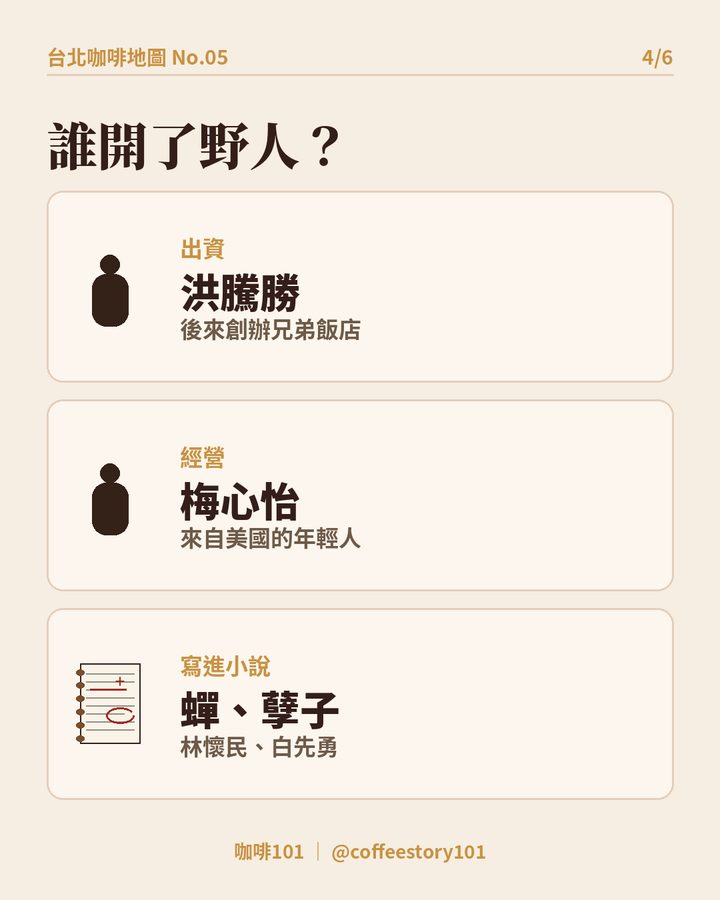 台北咖啡地圖 No.05
4/6
誰開了野人？
出資
洪騰勝
後來創辦兄弟飯店
經營
梅心怡
來自美國的年輕人
寫進小說
蟬、孽子
林懷民、白先勇
咖啡101｜@coffeestory101